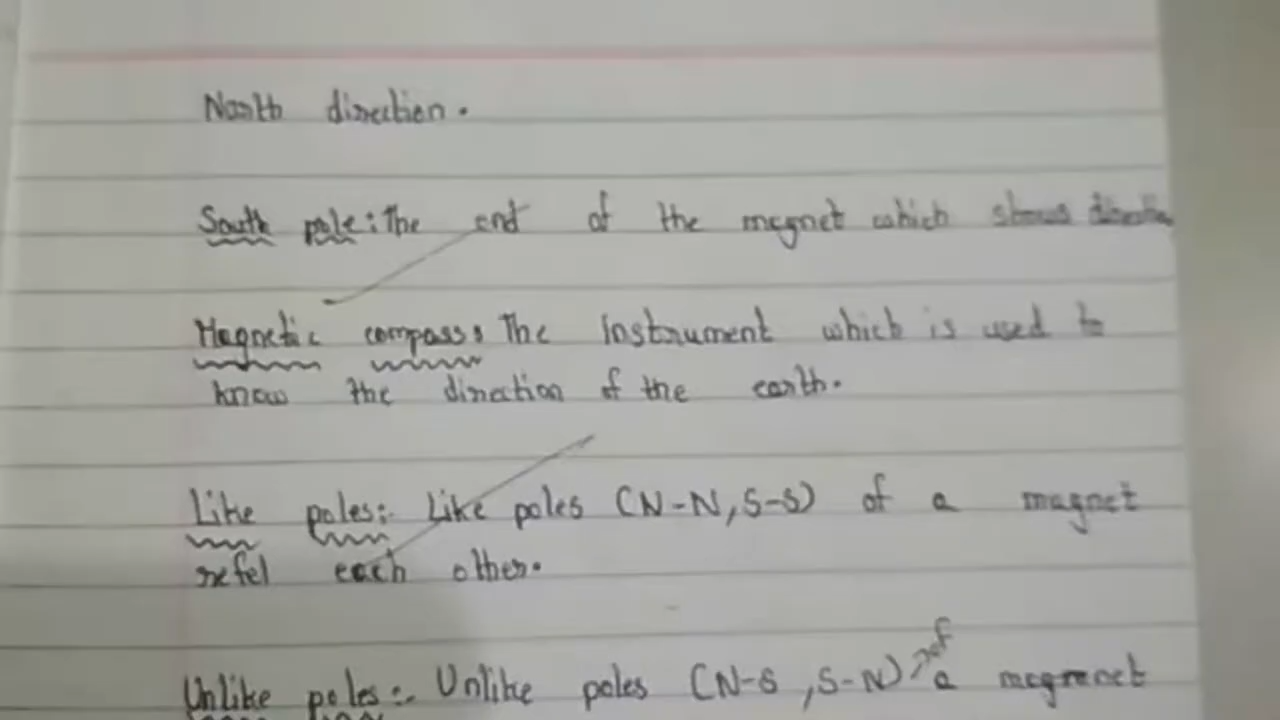 North direction.
South pole: The end of the magnet which shows direction
Magnetic compass: The instrument which is used to
know the direction of the earth.
Like poles:- Like poles (N-N, S-S) of a magnet
refel each other.
Unlike poles:- Unlike poles (N-S, S-N) of a magnet